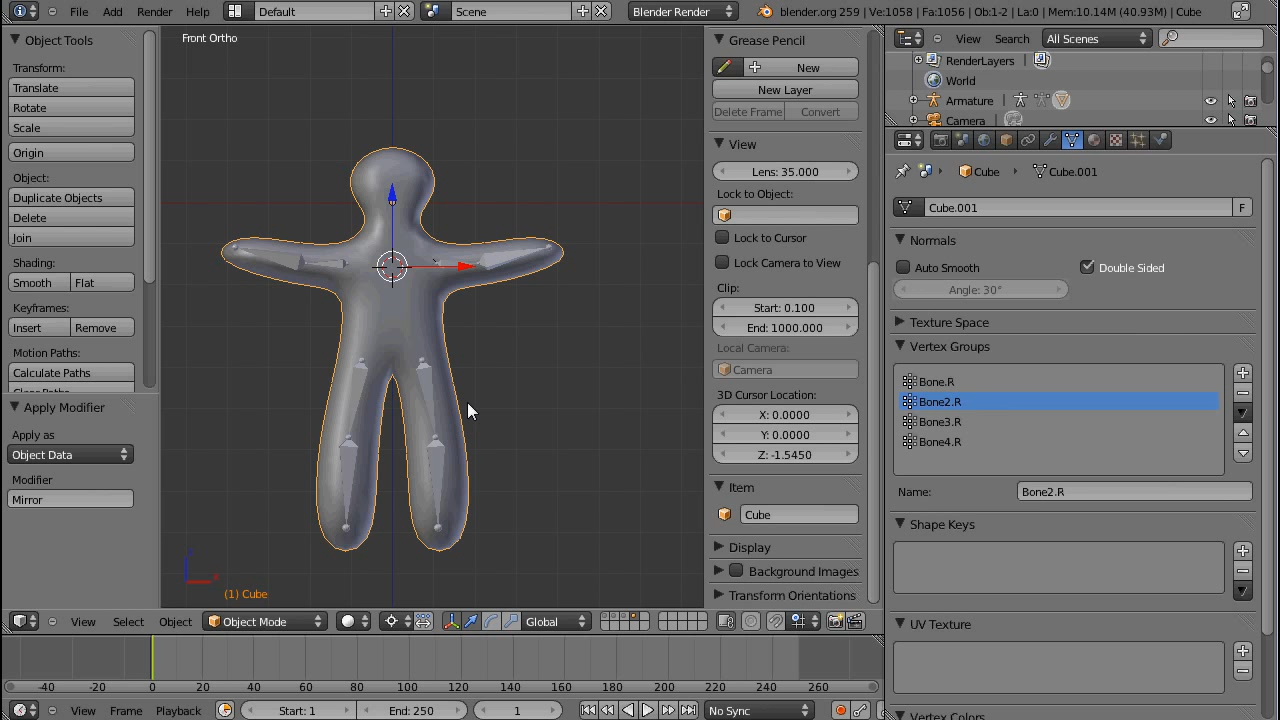 File Add Render Help Default Scene Blender Render blender.org 259 | Ve:1058 | Fa:1056 | Ob:1-2 | La:0 | Mem:10.14M (40.93M) | Cube
Object Tools
Transform:
Translate
Rotate
Scale
Origin
Object:
Duplicate Objects
Delete
Join
Shading:
Smooth Flat
Keyframes:
Insert Remove
Motion Paths:
Calculate Paths
Apply Modifier
Apply as
Object Data
Modifier
Mirror
Front Ortho
(1) Cube
Grease Pencil
New
New Layer
Delete Frame Convert
View
Lens: 35.000
Lock to Object:
Lock to Cursor
Lock Camera to View
Clip:
Start: 0.100
End: 1000.000
Local Camera:
Camera
3D Cursor Location:
X: 0.0000
Y: 0.0000
Z: -1.5450
Item
Cube
Display
Background Images
Transform Orientations
View Search All Scenes
RenderLayers
World
Armature
Camera
Cube Cube.001
Cube.001 F
Normals
Auto Smooth Double Sided
Angle: 30°
Texture Space
Vertex Groups
Bone.R
Bone2.R
Bone3.R
Bone4.R
Name: Bone2.R
Shape Keys
UV Texture
Vertex Colors
View Select Object Object Mode Global
-40 -20 0 20 40 60 80 100 120 140 160 180 200 220 240 260
View Frame Playback Start: 1 End: 250 1 No Sync